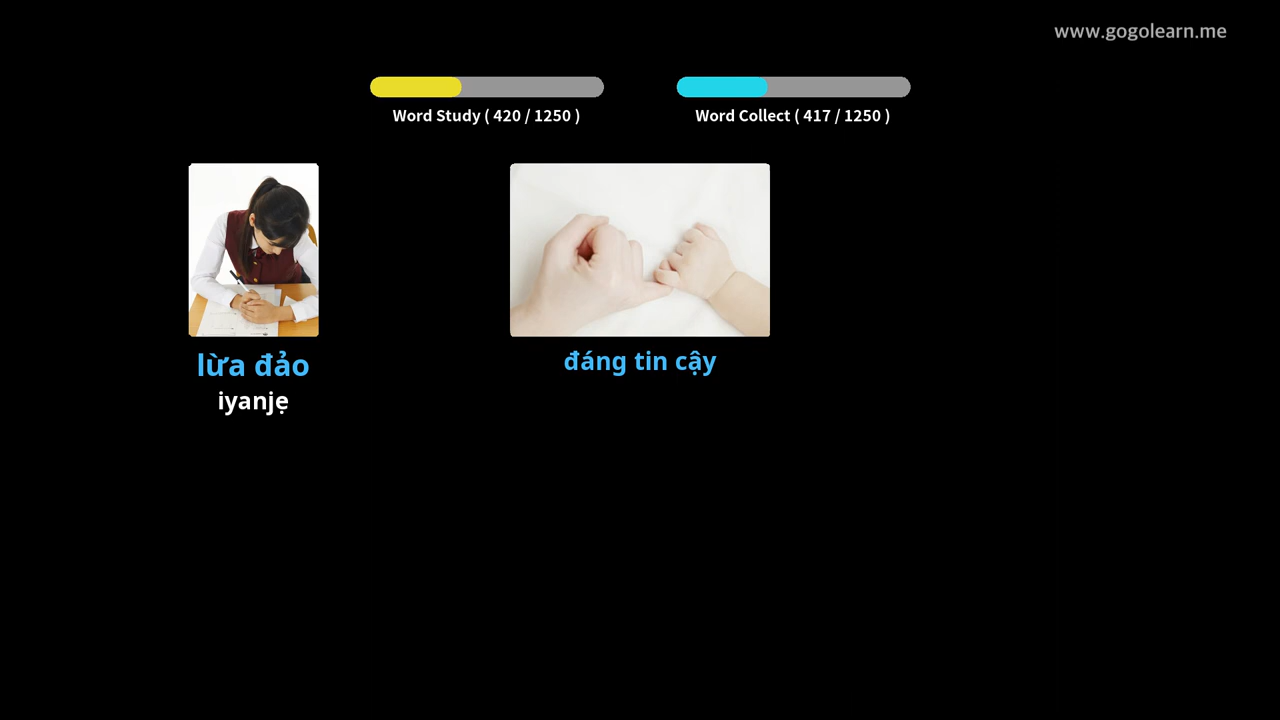 www.gogolearn.me
Word Study ( 420 / 1250 )
Word Collect ( 417 / 1250 )
lừa đảo
iyanjẹ
đáng tin cậy